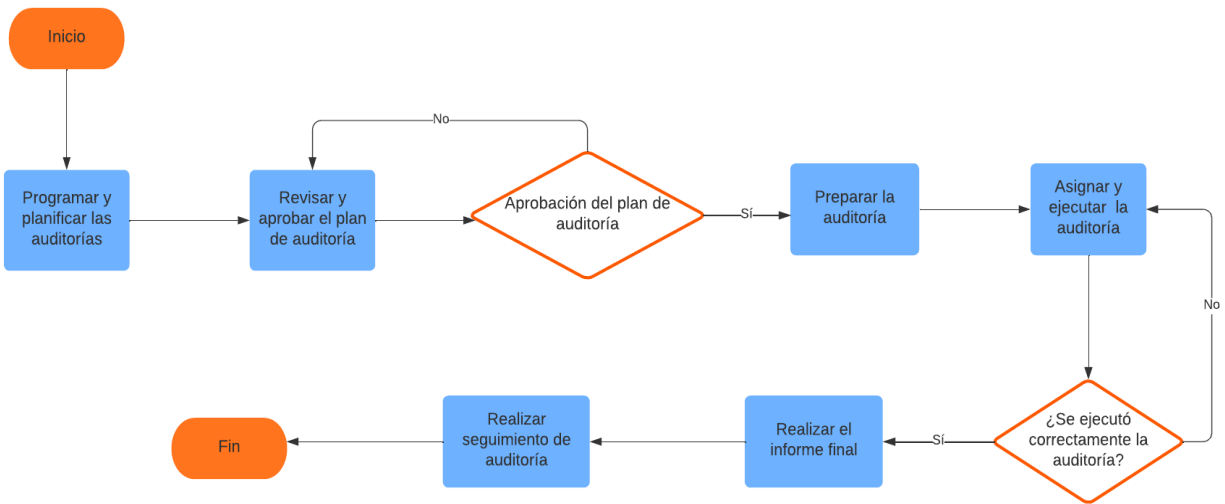 Inicio
No
Programar y
planificar las
auditorías
Revisar y
aprobar el plan
de auditoría
Aprobación del plan de
auditoría
Sí
Preparar la
auditoría
Asignar y
ejecutar la
auditoría
No
¿Se ejecutó
correctamente la
auditoría?
Sí
Realizar el
informe final
Realizar
seguimiento de
auditoría
Fin